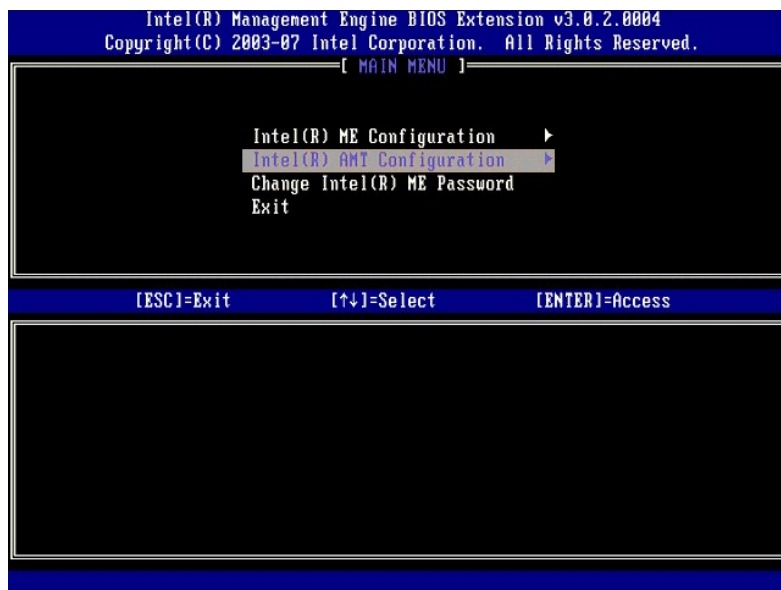 Intel(R) Management Engine BIOS Extension v3.0.2.0004
Copyright(C) 2003-07 Intel Corporation. All Rights Reserved.
[ MAIN MENU ]
Intel(R) ME Configuration ►
Intel(R) AMT Configuration ►
Change Intel(R) ME Password
Exit
[ESC]=Exit [↑↓]=Select [ENTER]=Access